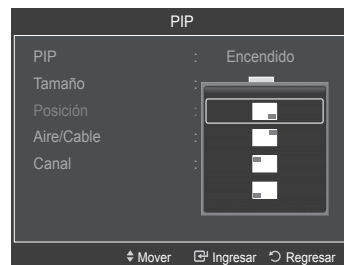 PIP
PIP : Encendido
Tamaño :
Posición :
Aire/Cable :
Canal :
Mover Ingresar Regresar